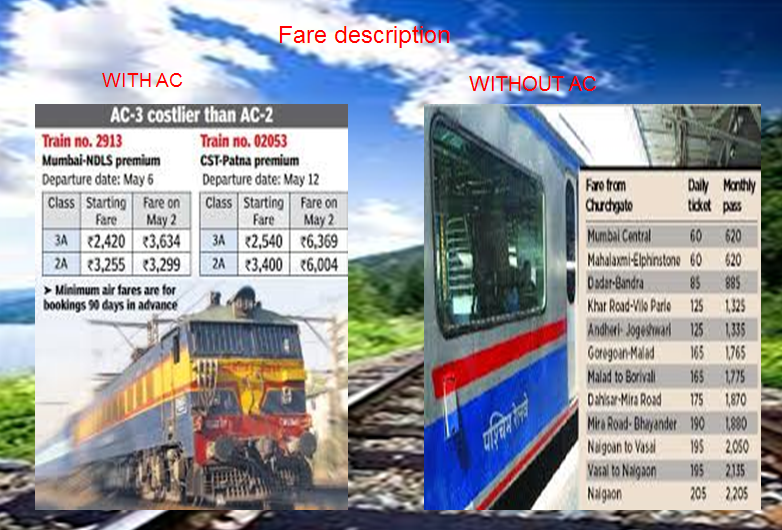 Fare description
WITH AC
WITHOUT AC
AC-3 costlier than AC-2
Train no. 2913
Mumbai-NDLS premium
Departure date: May 6
Class Starting Fare Fare on May 2
3A ₹2,420 ₹3,634
2A ₹3,255 ₹3,299
Train no. 02053
CST-Patna premium
Departure date: May 12
Class Starting Fare Fare on May 2
3A ₹2,540 ₹6,369
2A ₹3,400 ₹6,004
➤ Minimum air fares are for
bookings 90 days in advance
पश्चिम रेलवे
Fare from Churchgate Daily ticket Monthly pass
Mumbai Central 60 620
Mahalaxmi-Elphinstone 60 620
Dadar-Bandra 85 885
Khar Road-Vile Parle 125 1,325
Andheri- Jogeshwari 125 1,335
Goregoan-Malad 165 1,765
Malad to Borivali 165 1,775
Dahisar-Mira Road 175 1,870
Mira Road- Bhayander 190 1,880
Naigoan to Vasai 195 2,050
Vasai to Naigaon 195 2,135
Naigaon 205 2,205